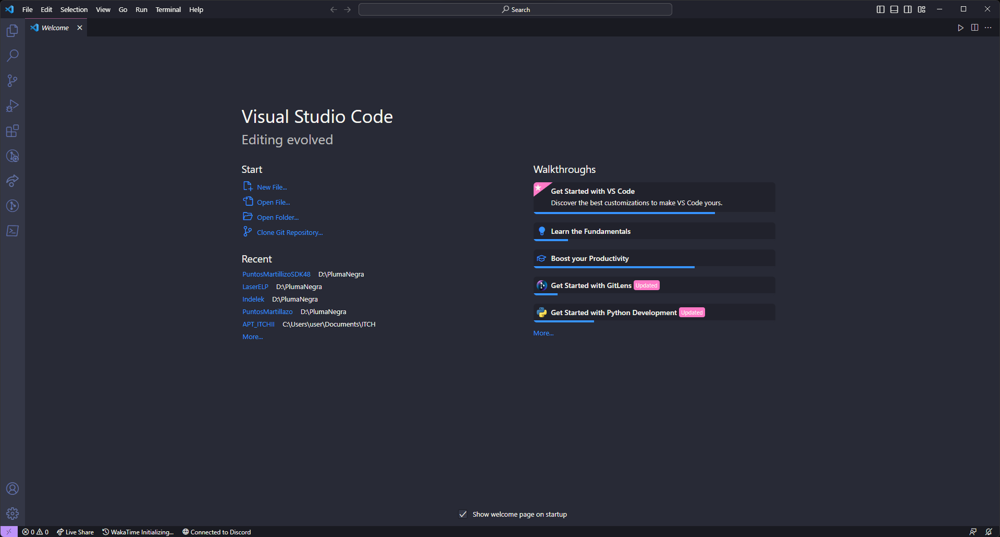 File Edit Selection View Go Run Terminal Help Search
Welcome
Visual Studio Code
Editing evolved
Start
New File...
Open File...
Open Folder...
Clone Git Repository...
Recent
PuntosMartillizoSDK48 D:\PlumaNegra
LaserELP D:\PlumaNegra
Indelek D:\PlumaNegra
PuntosMartillazo D:\PlumaNegra
APT_ITCHII C:\Users\user\Documents\ITCH
More...
Walkthroughs
Get Started with VS Code
Discover the best customizations to make VS Code yours.
Learn the Fundamentals
Boost your Productivity
Get Started with GitLens Updated
Get Started with Python Development Updated
More...
Show welcome page on startup
0 0 Live Share WakaTime Initializing... Connected to Discord